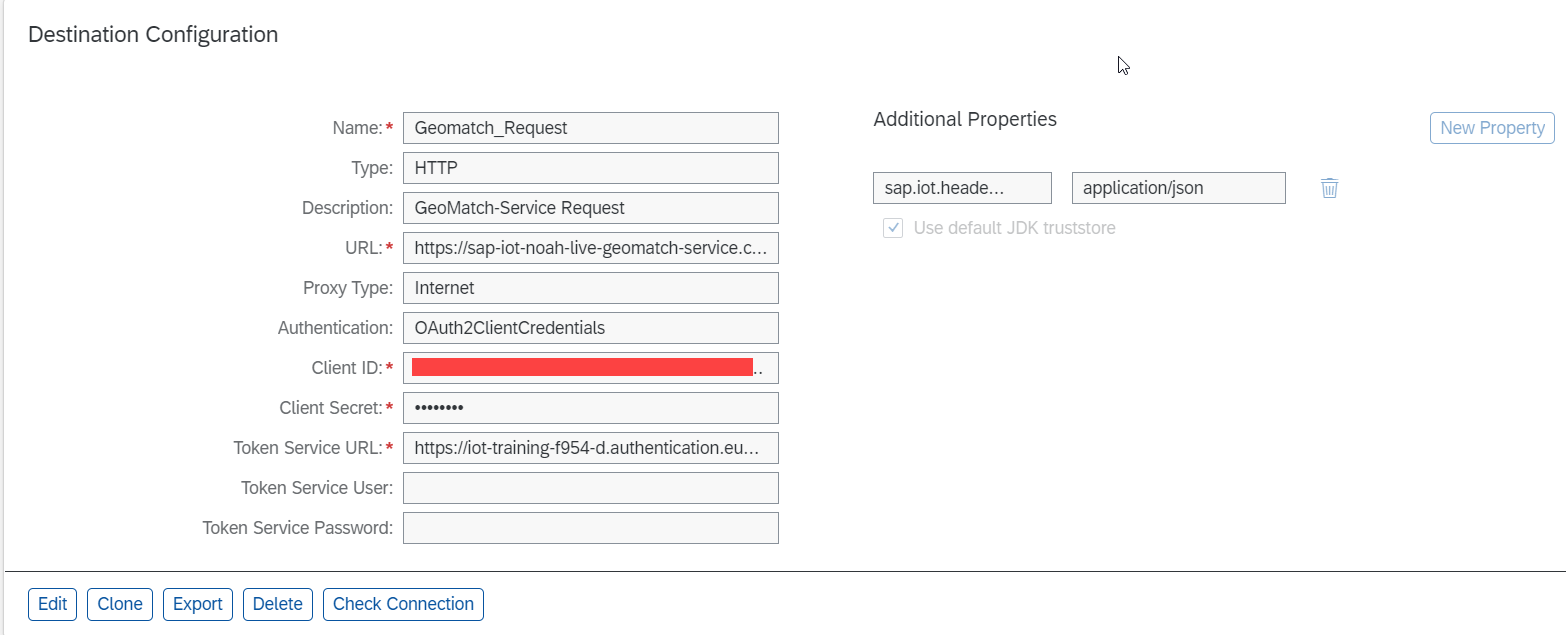 Destination Configuration
Name:* Geomatch_Request
Type: HTTP
Description: GeoMatch-Service Request
URL:* https://sap-iot-noah-live-geomatch-service.c...
Proxy Type: Internet
Authentication: OAuth2ClientCredentials
Client ID:* ..
Client Secret:* ••••••••
Token Service URL:* https://iot-training-f954-d.authentication.eu...
Token Service User:
Token Service Password:
Additional Properties
New Property
sap.iot.heade... application/json
Use default JDK truststore
Edit Clone Export Delete Check Connection